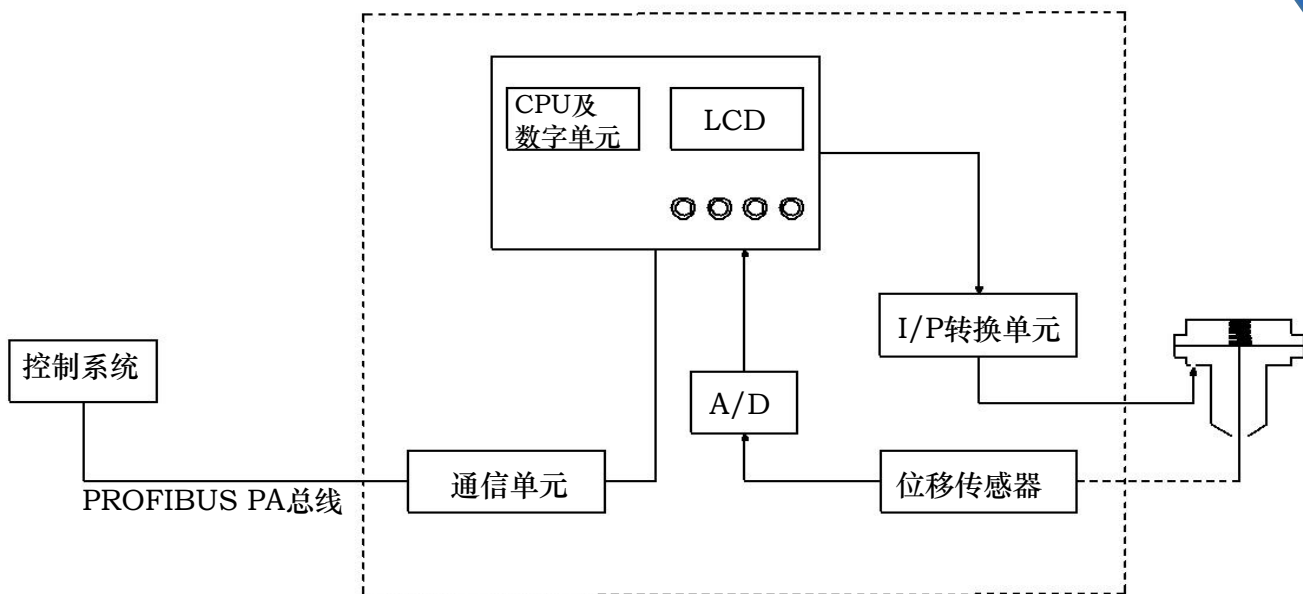 CPU及
数字单元
LCD
I/P转换单元
控制系统
A/D
通信单元
位移传感器
PROFIBUS PA总线